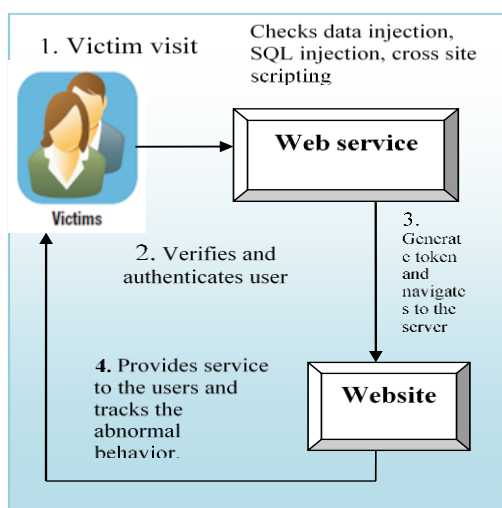 1. Victim visit
Checks data injection,
SQL injection, cross site
scripting
Web service
Victims
2. Verifies and
authenticates user
3.
Generat
e token
and
navigate
s to the
server
4. Provides service
to the users and
tracks the
abnormal
behavior.
Website